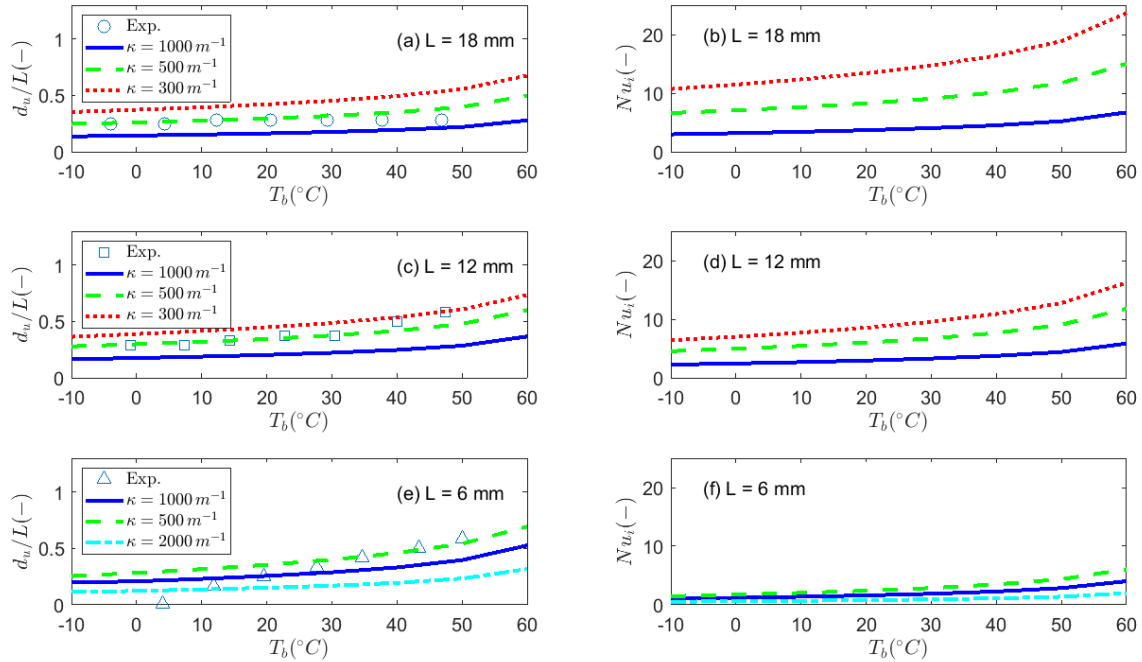 Exp.
κ = 1000 m⁻¹
κ = 500 m⁻¹
κ = 300 m⁻¹
(a) L = 18 mm
d_u/L(−)
1
0.5
0
-10 0 10 20 30 40 50 60
T_b(°C)
(b) L = 18 mm
Nu_i(−)
20
10
0
-10 0 10 20 30 40 50 60
T_b(°C)
Exp.
κ = 1000 m⁻¹
κ = 500 m⁻¹
κ = 300 m⁻¹
(c) L = 12 mm
d_u/L(−)
1
0.5
0
-10 0 10 20 30 40 50 60
T_b(°C)
(d) L = 12 mm
Nu_i(−)
20
10
0
-10 0 10 20 30 40 50 60
T_b(°C)
Exp.
κ = 1000 m⁻¹
κ = 500 m⁻¹
κ = 2000 m⁻¹
(e) L = 6 mm
d_u/L(−)
1
0.5
0
-10 0 10 20 30 40 50 60
T_b(°C)
(f) L = 6 mm
Nu_i(−)
20
10
0
-10 0 10 20 30 40 50 60
T_b(°C)